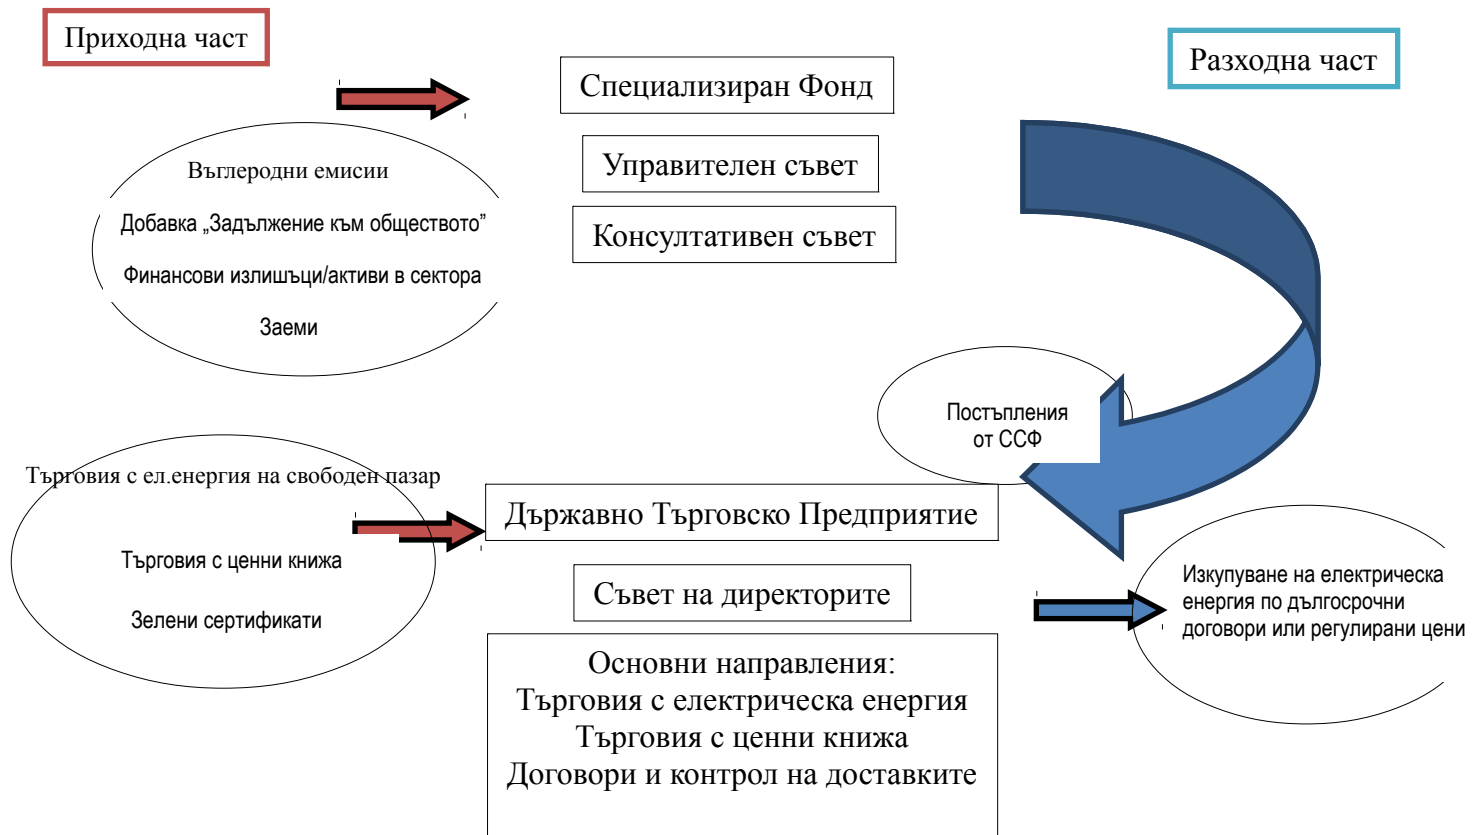 Приходна част
Специализиран Фонд
Разходна част
Управителен съвет
Консултативен съвет
Въглеродни емисии
Добавка „Задължение към обществото”
Финансови излишъци/активи в сектора
Заеми
Постъпления
от ССФ
Търговия с ел.енергия на свободен пазар
Търговия с ценни книжа
Зелени сертификати
Държавно Търговско Предприятие
Съвет на директорите
Основни направления:
Търговия с електрическа енергия
Търговия с ценни книжа
Договори и контрол на доставките
Изкупуване на електрическа
енергия по дългосрочни
договори или регулирани цени